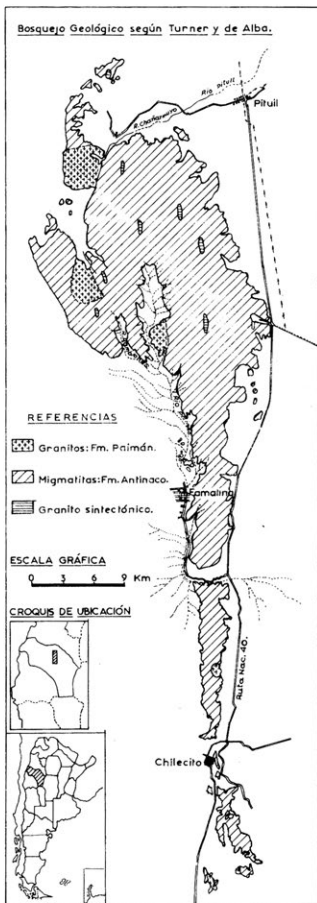 Bosquejo Geológico según Turner y de Alba.
Río Pituil
R. Chañarmuyo
Pituil
REFERENCIAS
Granitos: Fm. Paimán.
Migmatitas: Fm. Antinaco.
Granito sintectónico.
Famatina
ESCALA GRÁFICA
0 3 6 9 Km
CROQUIS DE UBICACIÓN
Ruta Nac. 40.
Chilecito